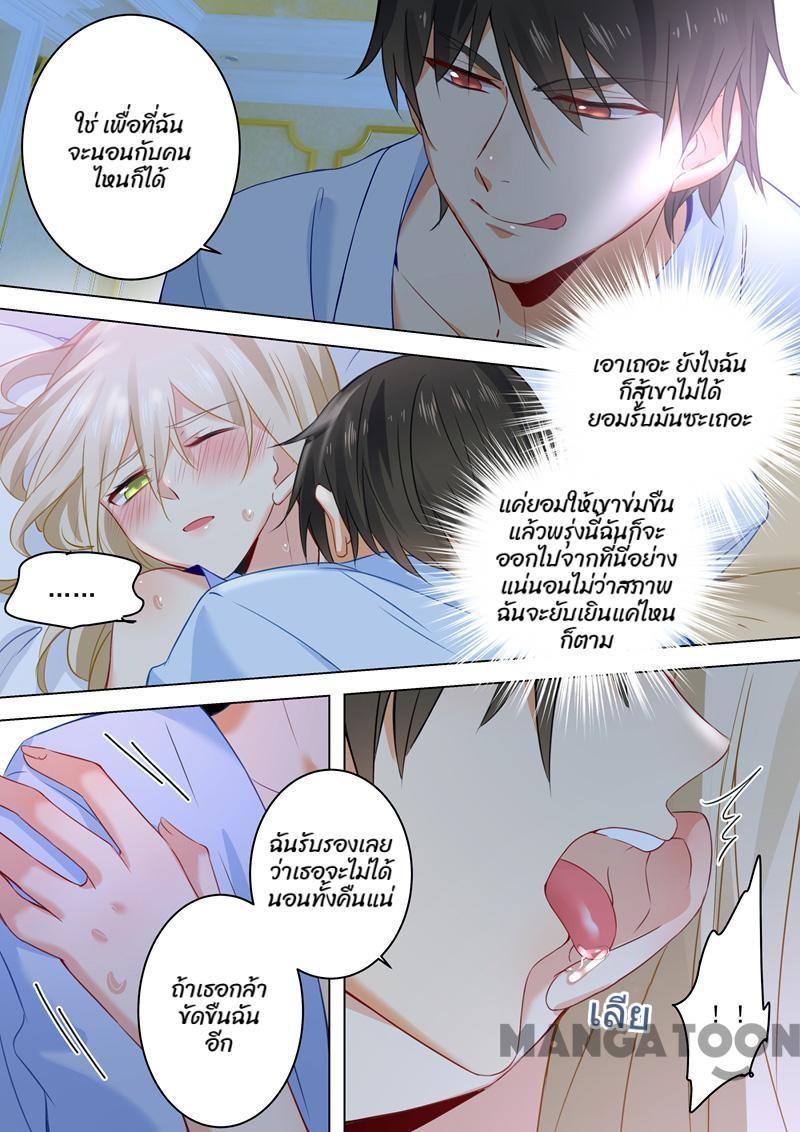 ใช่ เพื่อที่ฉัน
จะนอนกับคน
ไหนก็ได้
เอาเถอะ ยังไงฉัน
ก็สู้เขาไม่ได้
ยอมรับมันซะเถอะ
แค่ยอมให้เขาข่มขืน
แล้วพรุ่งนี้ฉันก็จะ
ออกไปจากที่นี่อย่าง
แน่นอนไม่ว่าสภาพ
ฉันจะยับเยินแค่ไหน
ก็ตาม
......
ฉันรับรองเลย
ว่าเธอจะไม่ได้
นอนทั้งคืนแน่
ถ้าเธอกล้า
ขัดขืนฉัน
อีก
! !
เลีย
MANGATOON